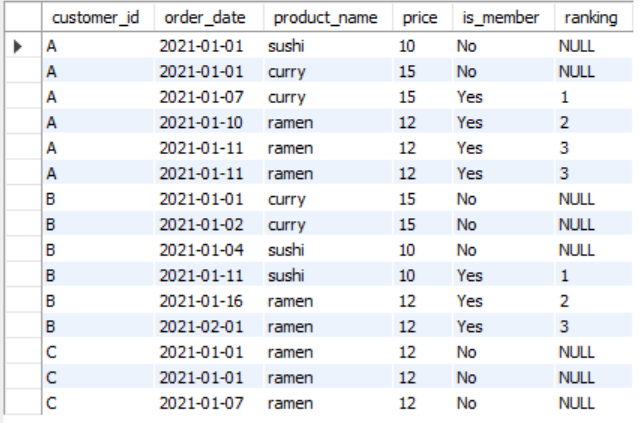 customer_id order_date product_name price is_member ranking
A 2021-01-01 sushi 10 No NULL
A 2021-01-01 curry 15 No NULL
A 2021-01-07 curry 15 Yes 1
A 2021-01-10 ramen 12 Yes 2
A 2021-01-11 ramen 12 Yes 3
A 2021-01-11 ramen 12 Yes 3
B 2021-01-01 curry 15 No NULL
B 2021-01-02 curry 15 No NULL
B 2021-01-04 sushi 10 No NULL
B 2021-01-11 sushi 10 Yes 1
B 2021-01-16 ramen 12 Yes 2
B 2021-02-01 ramen 12 Yes 3
C 2021-01-01 ramen 12 No NULL
C 2021-01-01 ramen 12 No NULL
C 2021-01-07 ramen 12 No NULL